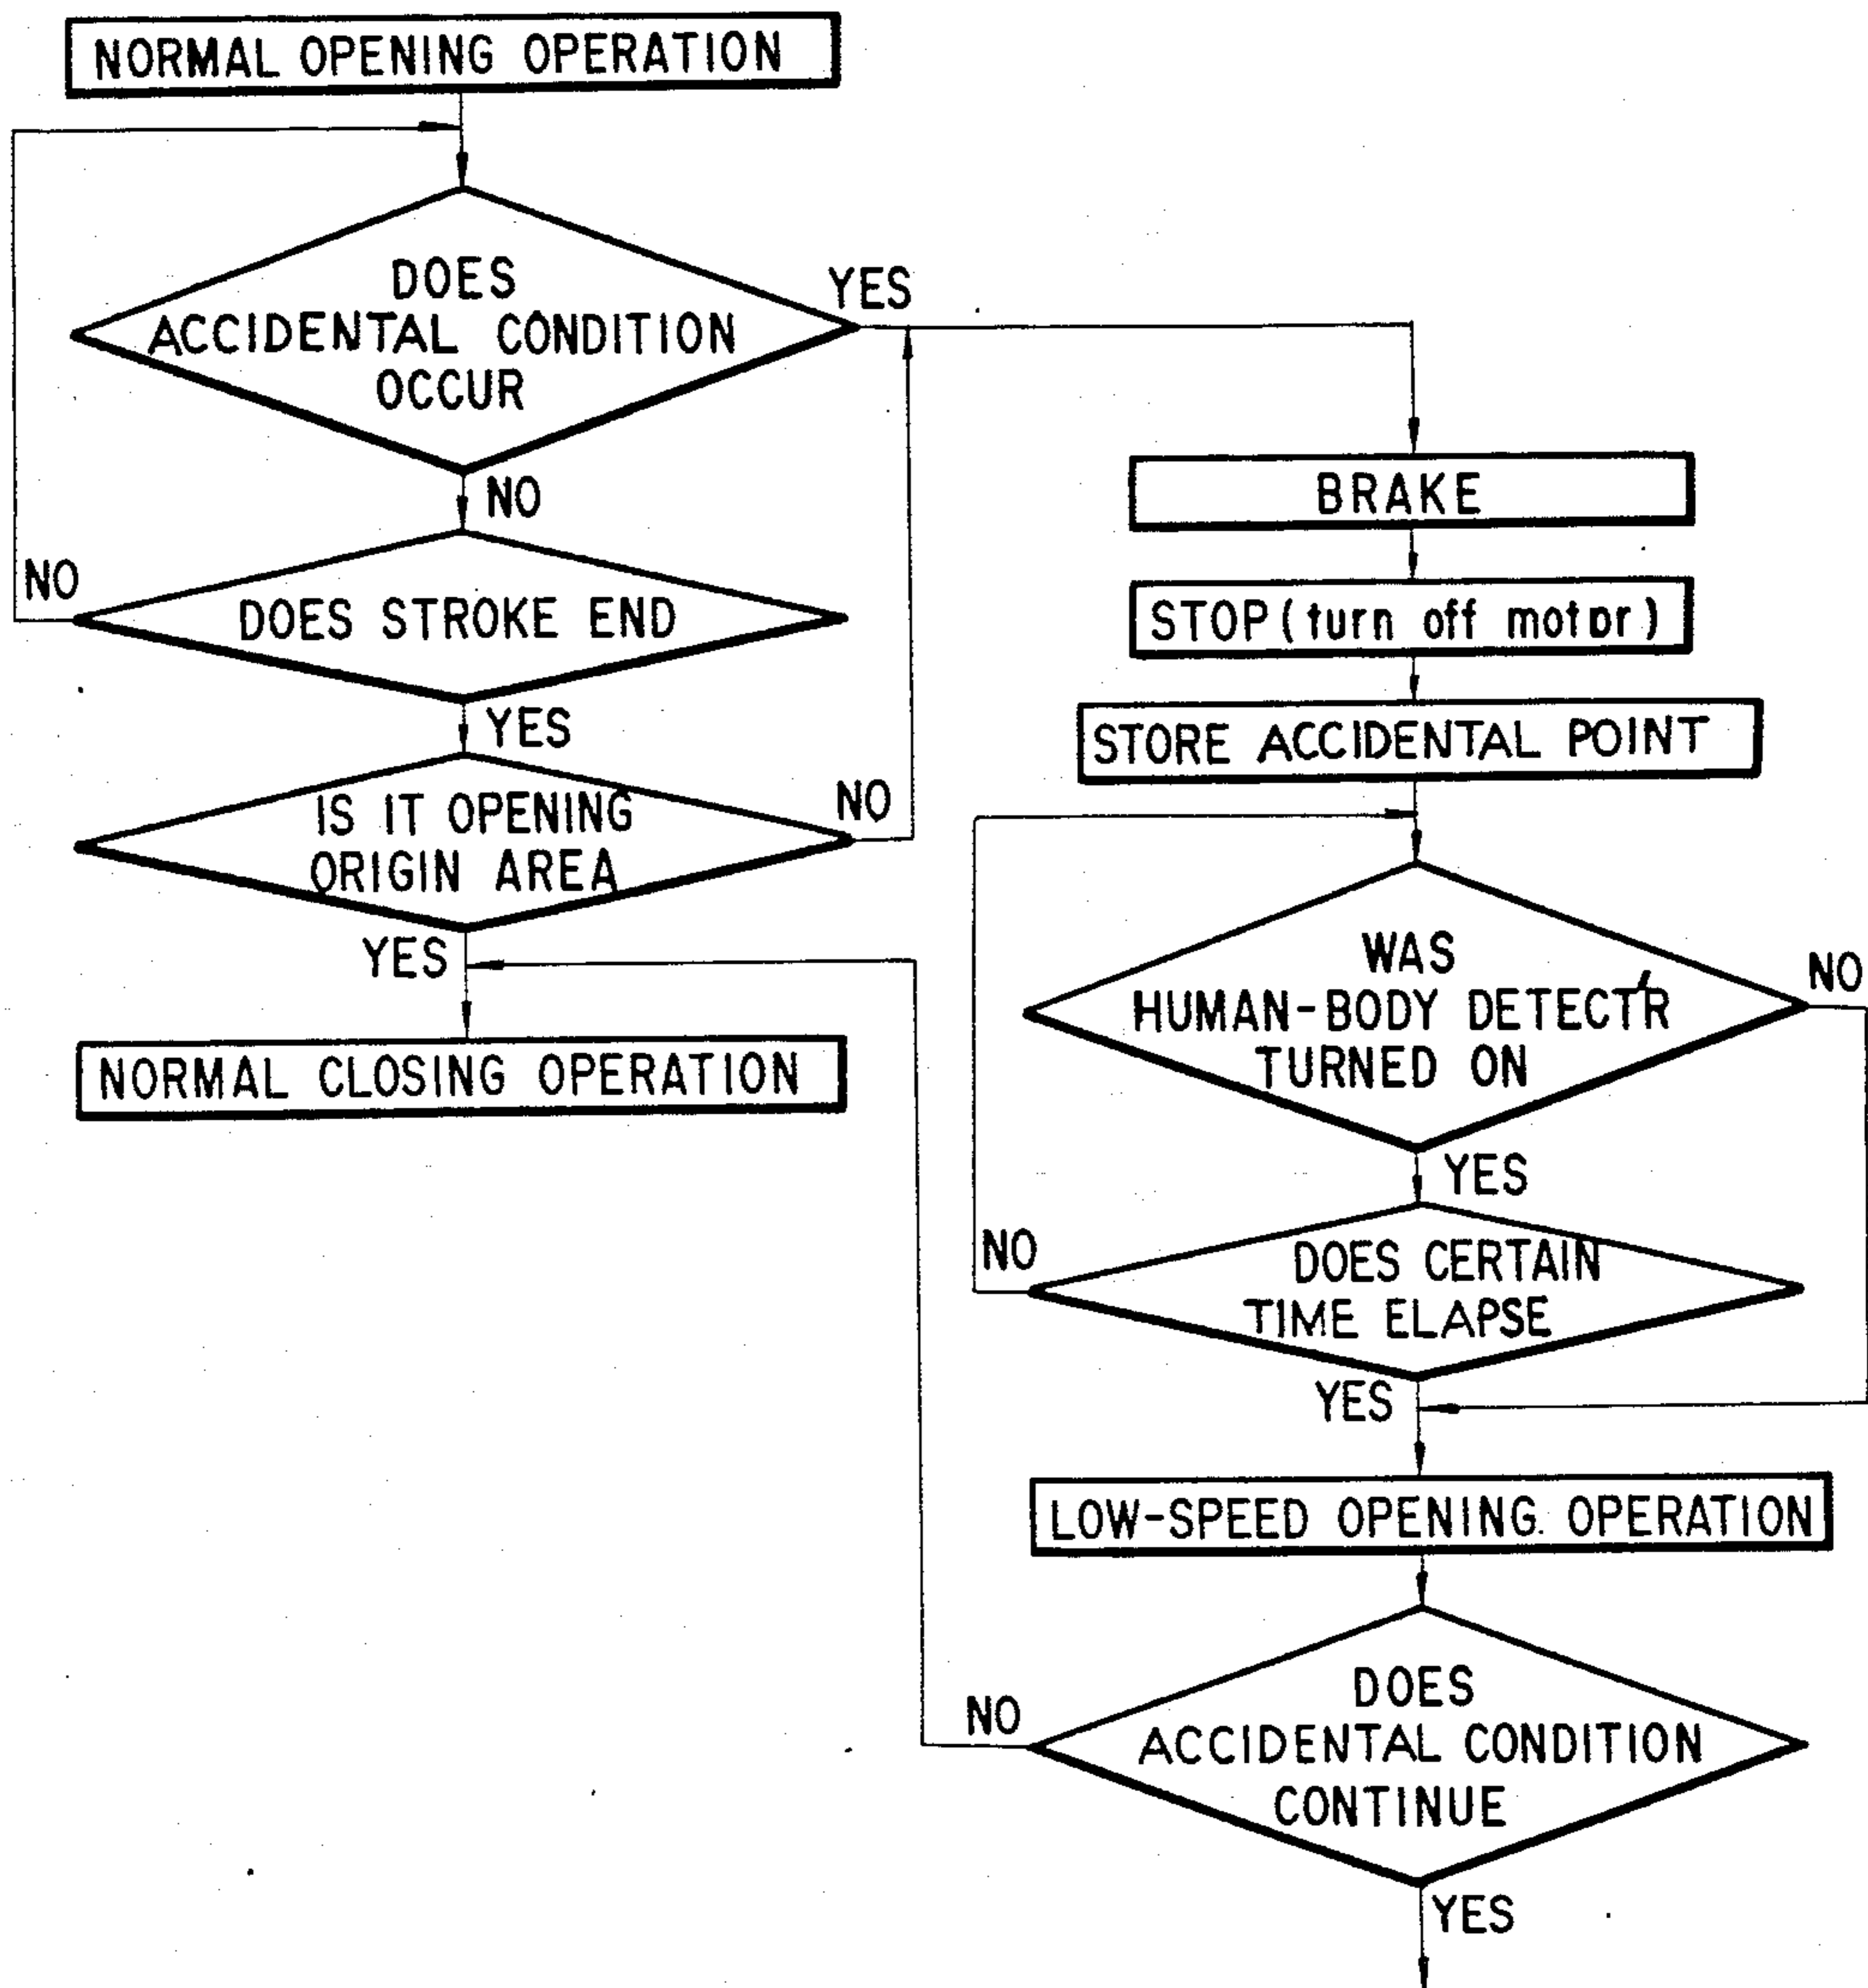 NORMAL OPENING OPERATION
DOES
ACCIDENTAL CONDITION
OCCUR
YES
NO
NO
DOES STROKE END
YES
IS IT OPENING
ORIGIN AREA
NO
YES
NORMAL CLOSING OPERATION
BRAKE
STOP (turn off motor)
STORE ACCIDENTAL POINT
WAS
HUMAN-BODY DETECT'R
TURNED ON
NO
YES
NO
DOES CERTAIN
TIME ELAPSE
YES
LOW-SPEED OPENING OPERATION
DOES
ACCIDENTAL CONDITION
CONTINUE
NO
YES